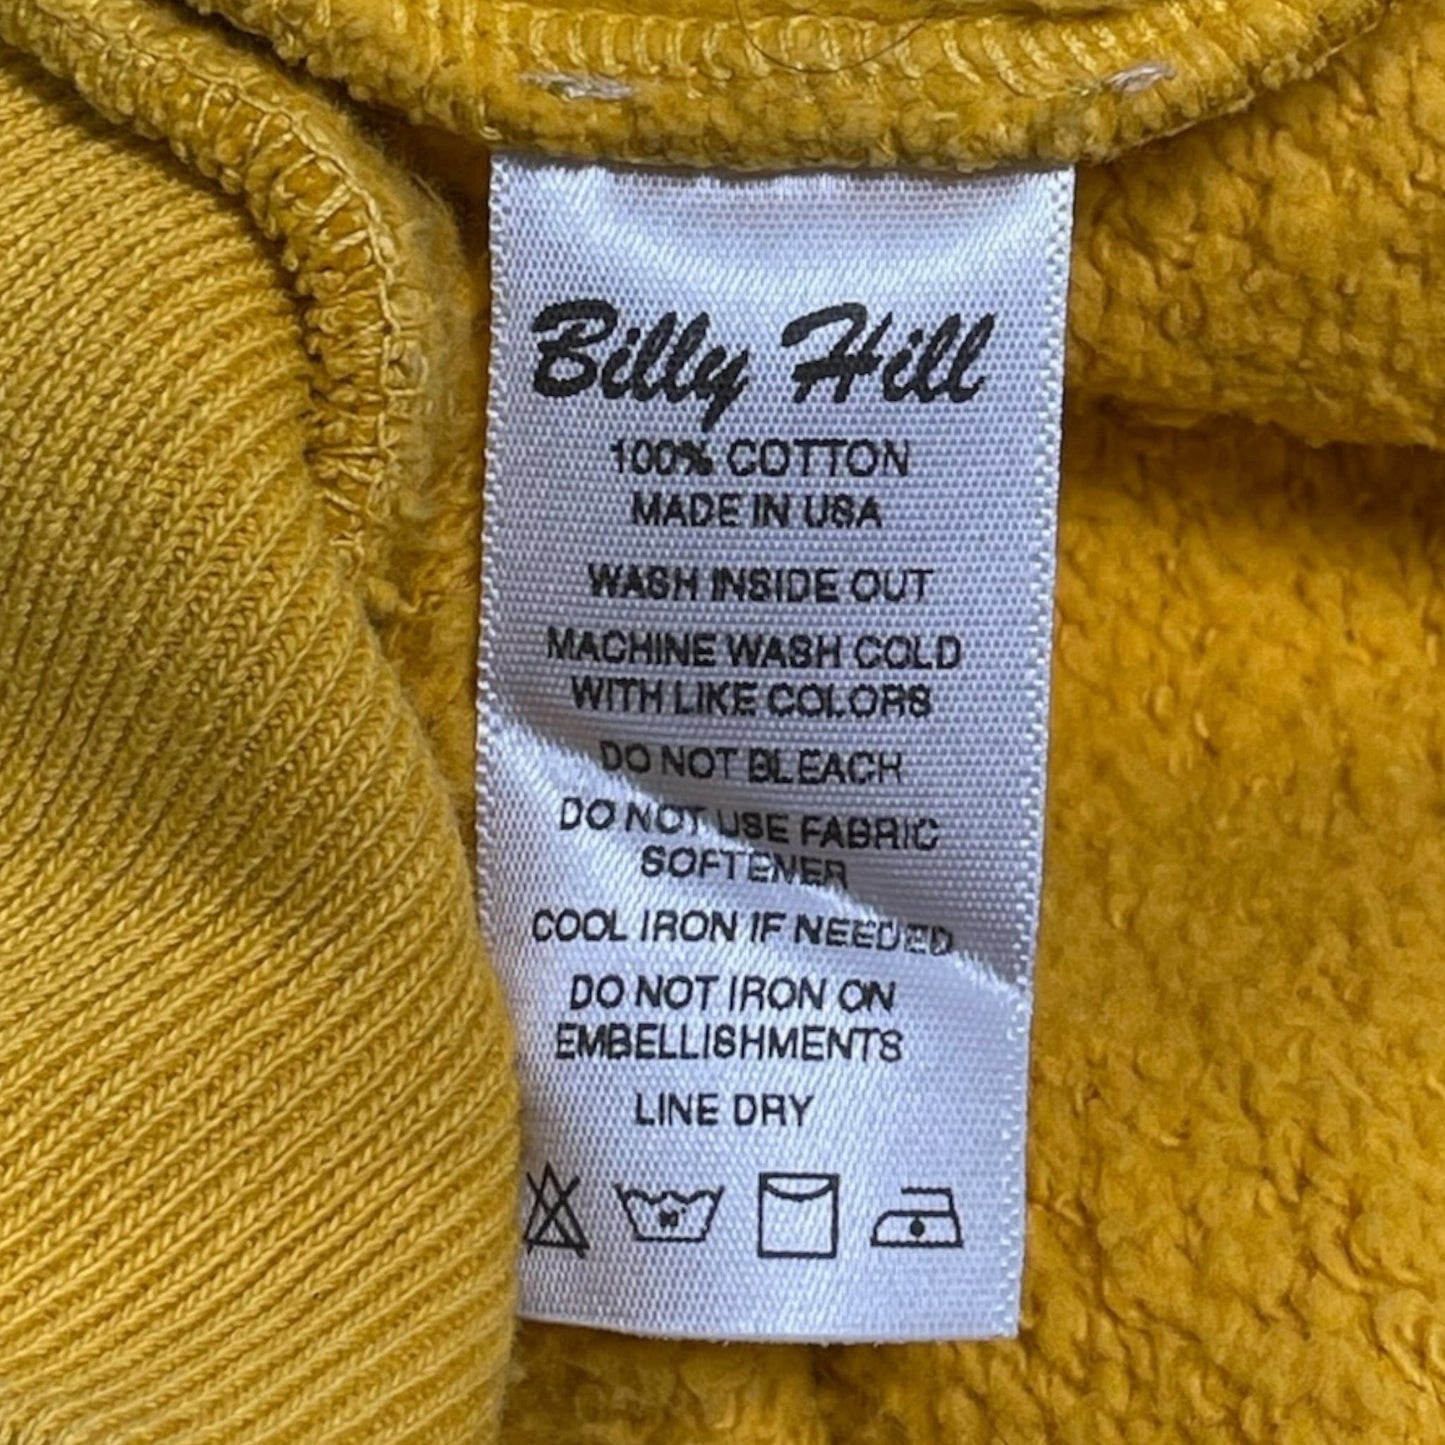 Billy Hill
100% COTTON
MADE IN USA
WASH INSIDE OUT
MACHINE WASH COLD
WITH LIKE COLORS
DO NOT BLEACH
DO NOT USE FABRIC
SOFTENER
COOL IRON IF NEEDED
DO NOT IRON ON
EMBELLISHMENTS
LINE DRY